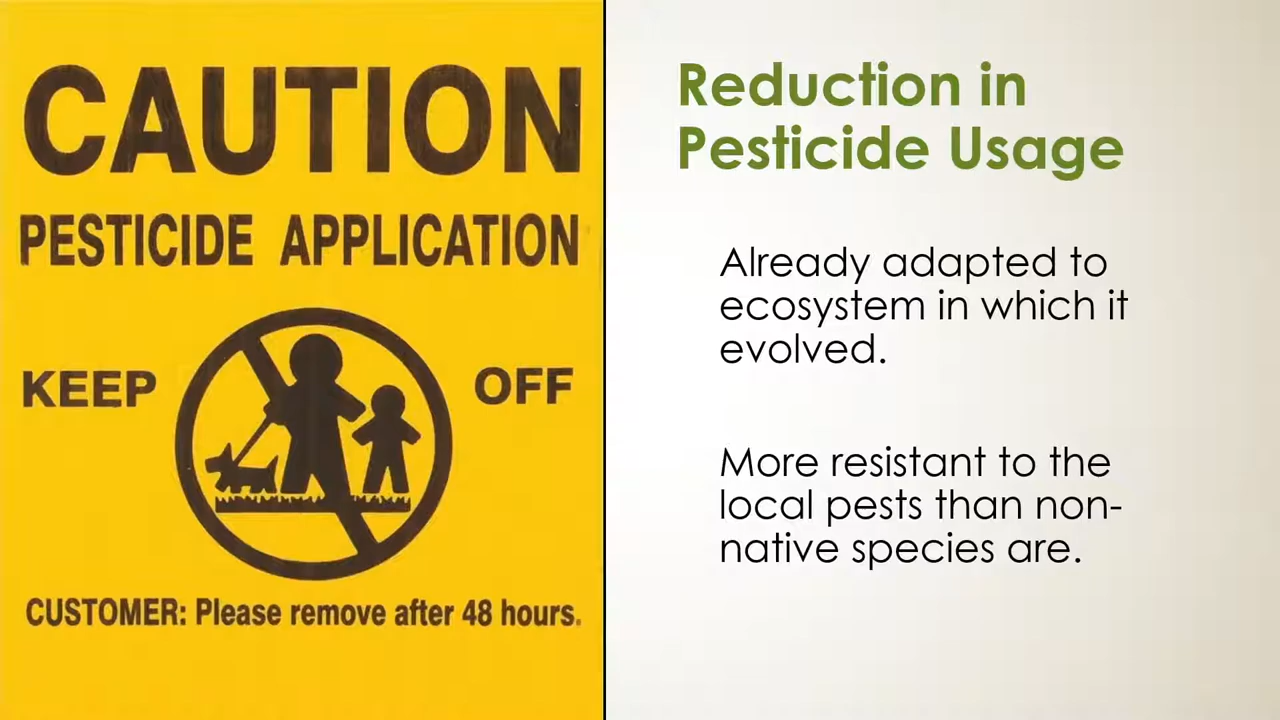 CAUTION
PESTICIDE APPLICATION
KEEP OFF
CUSTOMER: Please remove after 48 hours.
Reduction in
Pesticide Usage
Already adapted to
ecosystem in which it
evolved.
More resistant to the
local pests than non-
native species are.